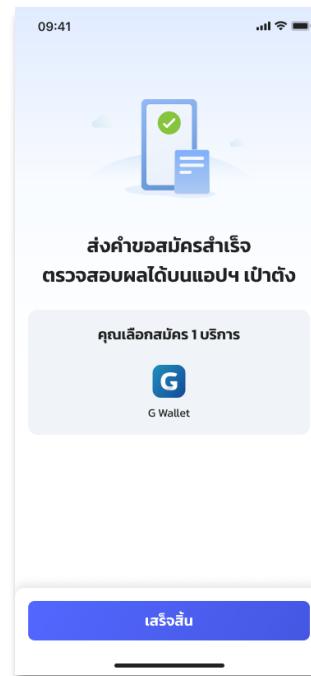 09:41
ส่งคำขอสมัครสำเร็จ
ตรวจสอบผลได้บนแอปฯ เป๋าตัง
คุณเลือกสมัคร 1 บริการ
G
G Wallet
เสร็จสิ้น